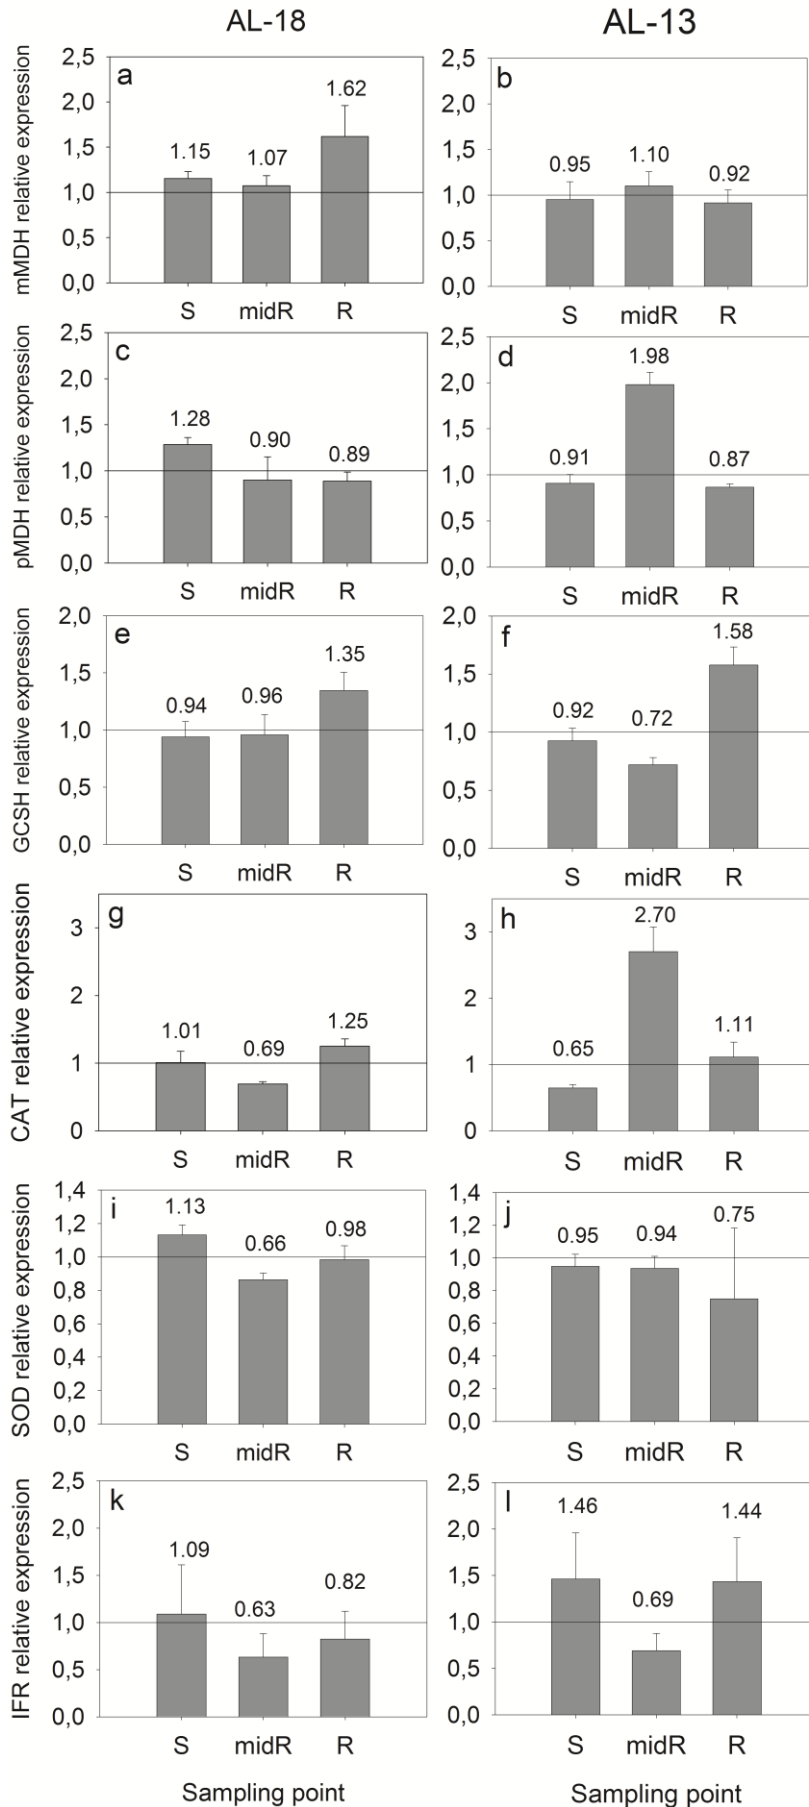 AL-18 AL-13
mMDH relative expression
a
2,5
2,0
1,5
1,0
0,5
0,0
1.15 1.07 1.62
S midR R
b
2,5
2,0
1,5
1,0
0,5
0,0
0.95 1.10 0.92
S midR R
pMDH relative expression
c
2,5
2,0
1,5
1,0
0,5
0,0
1.28 0.90 0.89
S midR R
d
2,5
2,0
1,5
1,0
0,5
0,0
0.91 1.98 0.87
S midR R
GCSH relative expression
e
2,0
1,5
1,0
0,5
0,0
0.94 0.96 1.35
S midR R
f
2,0
1,5
1,0
0,5
0,0
0.92 0.72 1.58
S midR R
CAT relative expression
g
3
2
1
0
1.01 0.69 1.25
S midR R
h
3
2
1
0
0.65 2.70 1.11
S midR R
SOD relative expression
i
1,4
1,2
1,0
0,8
0,6
0,4
0,2
0,0
1.13 0.66 0.98
S midR R
j
1,4
1,2
1,0
0,8
0,6
0,4
0,2
0,0
0.95 0.94 0.75
S midR R
IFR relative expression
k
2,5
2,0
1,5
1,0
0,5
0,0
1.09 0.63 0.82
S midR R
l
2,5
2,0
1,5
1,0
0,5
0,0
1.46 0.69 1.44
S midR R
Sampling point Sampling point